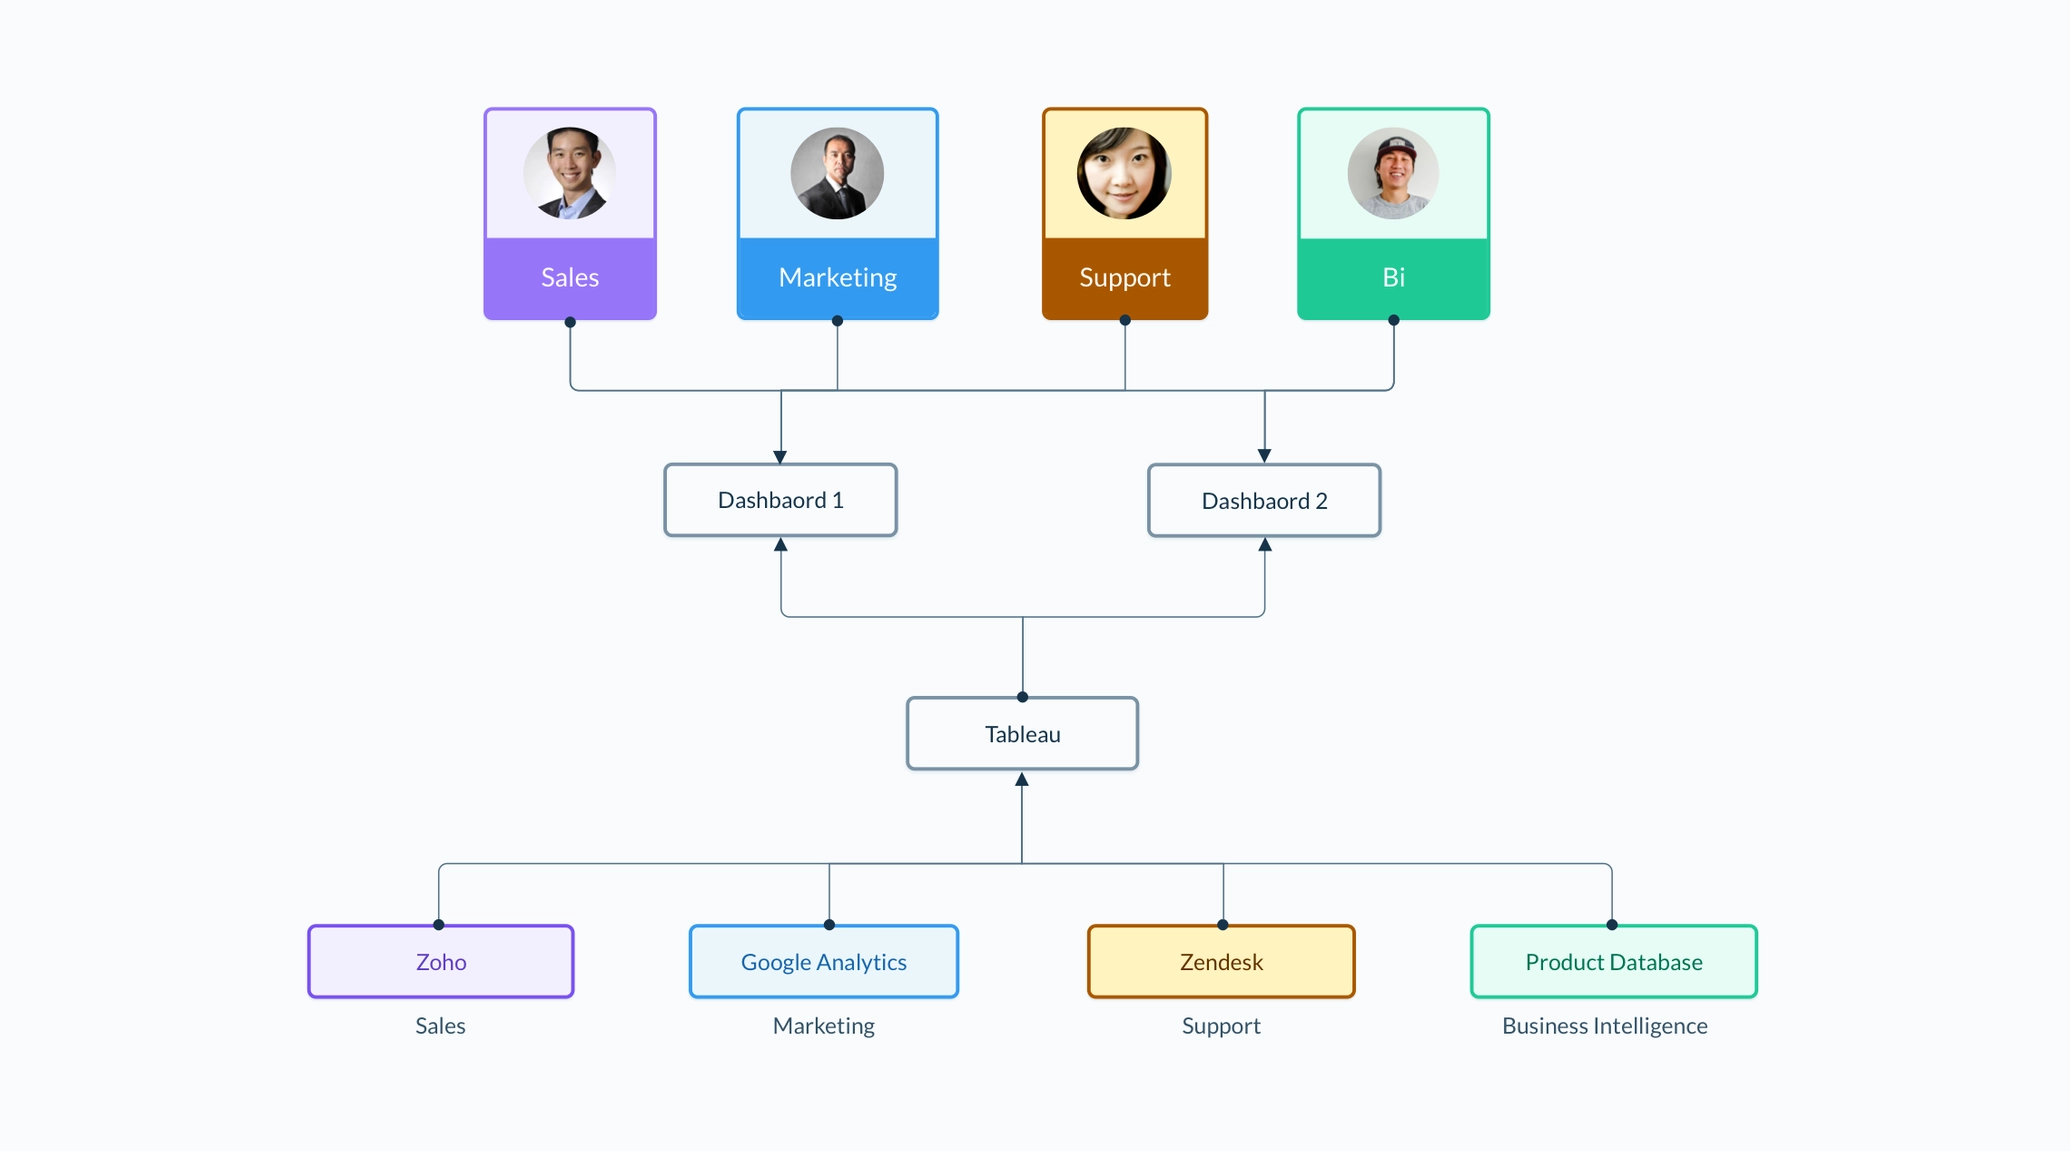 Sales
Marketing
Support
Bi
Dashbaord 1
Dashbaord 2
Tableau
Zoho
Google Analytics
Zendesk
Product Database
Sales
Marketing
Support
Business Intelligence